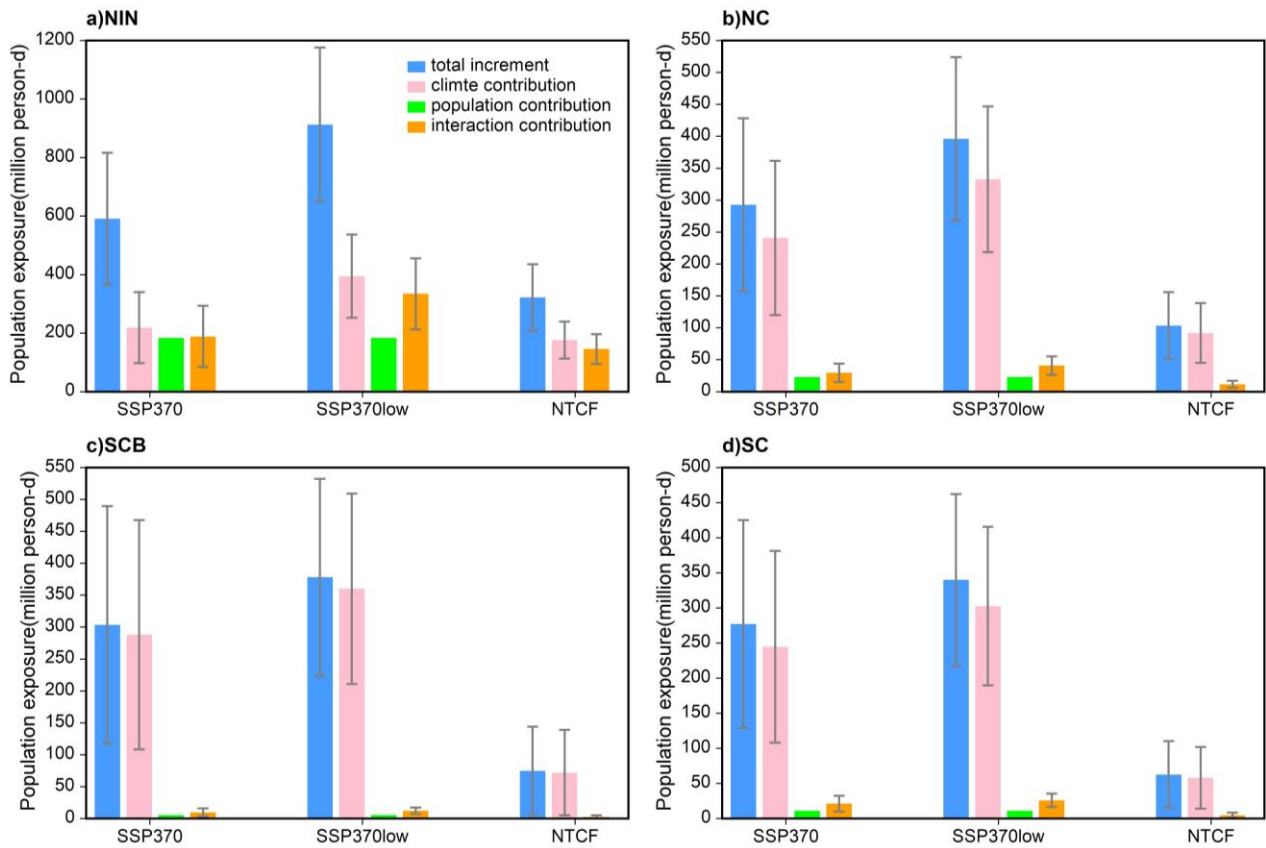 a)NIN
Population exposure(million person-d)
1200
1000
800
600
400
200
0
total increment
climte contribution
population contribution
interaction contribution
SSP370 SSP370low NTCF
b)NC
Population exposure(million person-d)
550
500
450
400
350
300
250
200
150
100
50
0
SSP370 SSP370low NTCF
c)SCB
Population exposure(million person-d)
550
500
450
400
350
300
250
200
150
100
50
0
SSP370 SSP370low NTCF
d)SC
Population exposure(million person-d)
500
450
400
350
300
250
200
150
100
50
0
SSP370 SSP370low NTCF